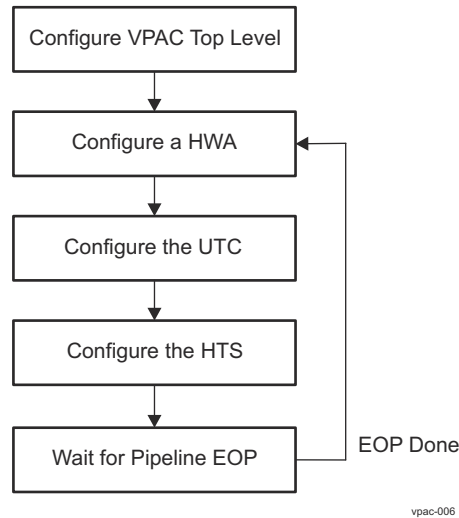 Configure VPAC Top Level
Configure a HWA
Configure the UTC
Configure the HTS
Wait for Pipeline EOP
EOP Done
vpac-006